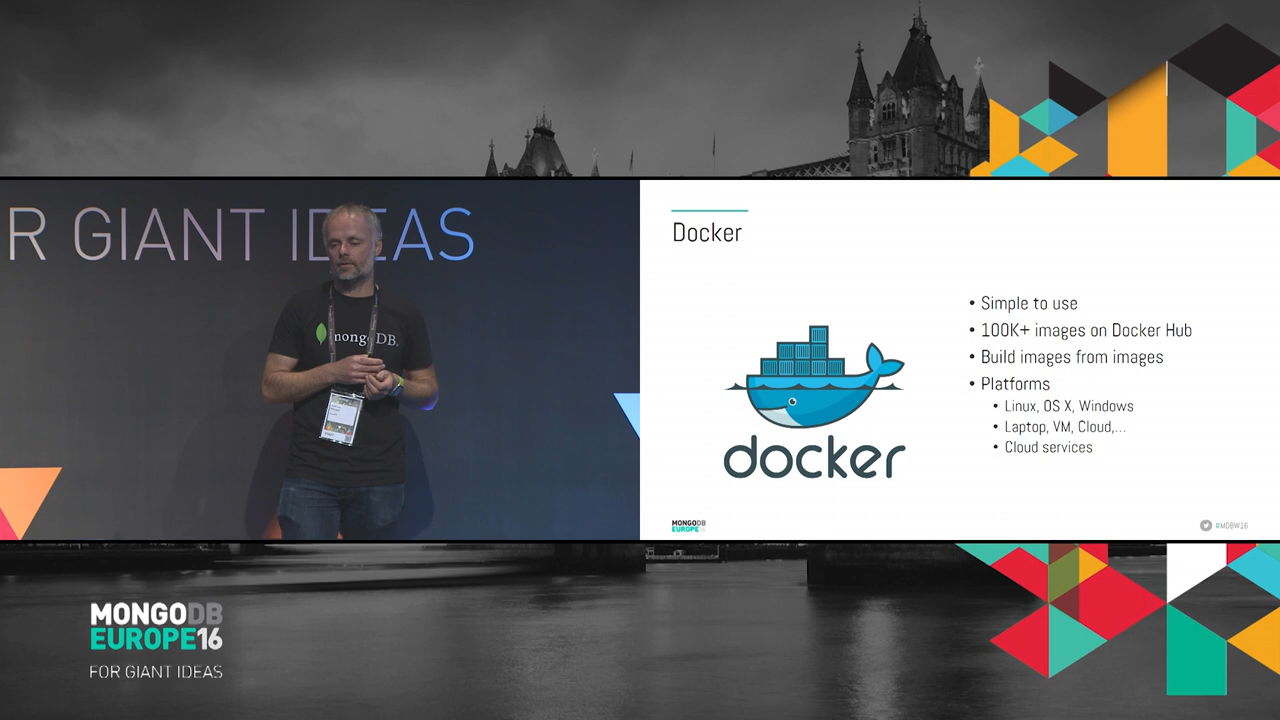 R GIANT IDEAS
mongoDB.
Docker
• Simple to use
• 100K+ images on Docker Hub
• Build images from images
• Platforms
• Linux, OS X, Windows
• Laptop, VM, Cloud,...
• Cloud services
docker
MONGODB
EUROPE16
#MDBW16
MONGODB
EUROPE16
FOR GIANT IDEAS